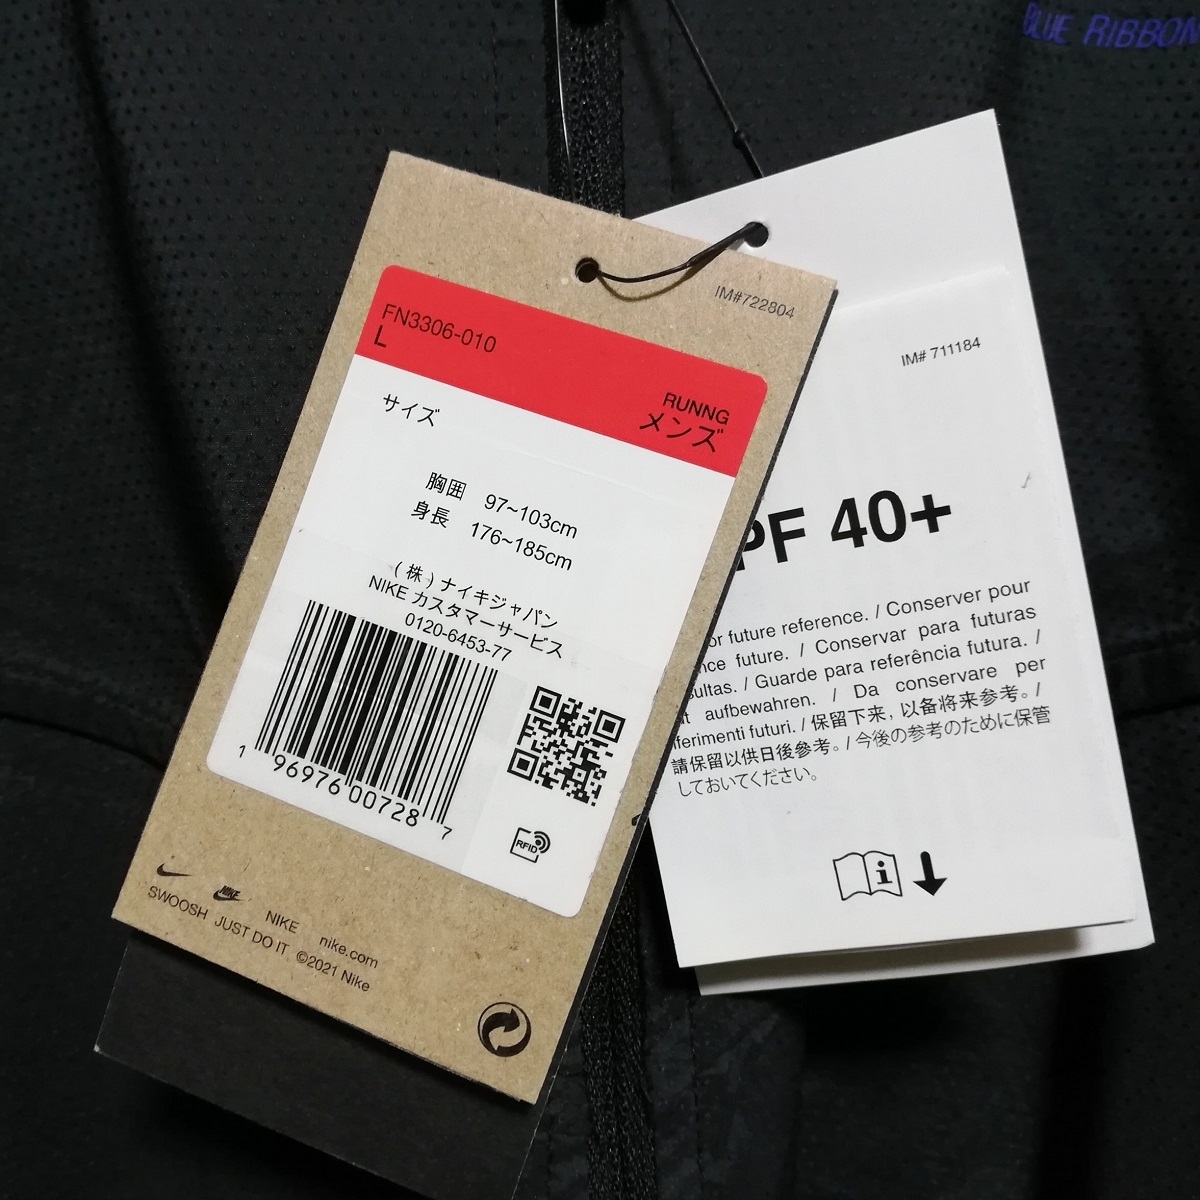 BLUE RIBBON
IM#722804
FN3306-010
L
RUNNG
メンズ
サイズ
胸囲 97~103cm
身長 176~185cm
(株)ナイキジャパン
NIKE カスタマーサービス
0120-6453-77
1 96976 00728 7
RFID
NIKE
NIKE nike.com
SWOOSH JUST DO IT ©2021 Nike
IM# 711184
PF 40+
or future reference. / Conserver pour
nce future. / Conservar para futuras
sultas. / Guarde para referência futura. /
t aufbewahren. / Da conservare per
iferimenti futuri. / 保留下来, 以备将来参考。/
請保留以供日後參考。/ 今後の参考のために保管
しておいてください。
i